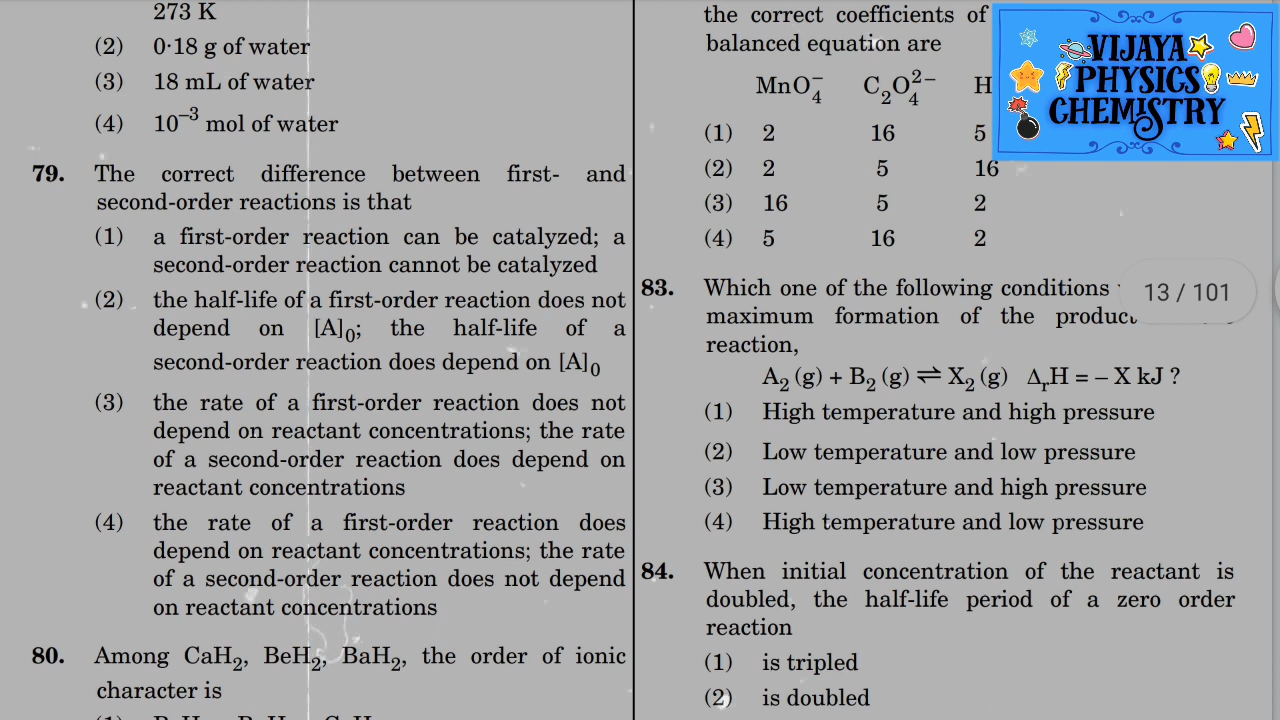 273 K
(2) 0·18 g of water
(3) 18 mL of water
(4) 10⁻³ mol of water
79. The correct difference between first- and
second-order reactions is that
(1) a first-order reaction can be catalyzed; a
second-order reaction cannot be catalyzed
(2) the half-life of a first-order reaction does not
depend on [A]₀; the half-life of a
second-order reaction does depend on [A]₀
(3) the rate of a first-order reaction does not
depend on reactant concentrations; the rate
of a second-order reaction does depend on
reactant concentrations
(4) the rate of a first-order reaction does
depend on reactant concentrations; the rate
of a second-order reaction does not depend
on reactant concentrations
80. Among CaH₂, BeH₂, BaH₂, the order of ionic
character is
the correct coefficients of
balanced equation are
MnO₄⁻ C₂O₄²⁻ H
(1) 2 16 5
(2) 2 5 16
(3) 16 5 2
(4) 5 16 2
83. Which one of the following conditions
maximum formation of the product
reaction,
A₂ (g) + B₂ (g) ⇌ X₂ (g) ΔᵣH = – X kJ ?
(1) High temperature and high pressure
(2) Low temperature and low pressure
(3) Low temperature and high pressure
(4) High temperature and low pressure
84. When initial concentration of the reactant is
doubled, the half-life period of a zero order
reaction
(1) is tripled
(2) is doubled
VIJAYA
PHYSICS
CHEMISTRY
13 / 101